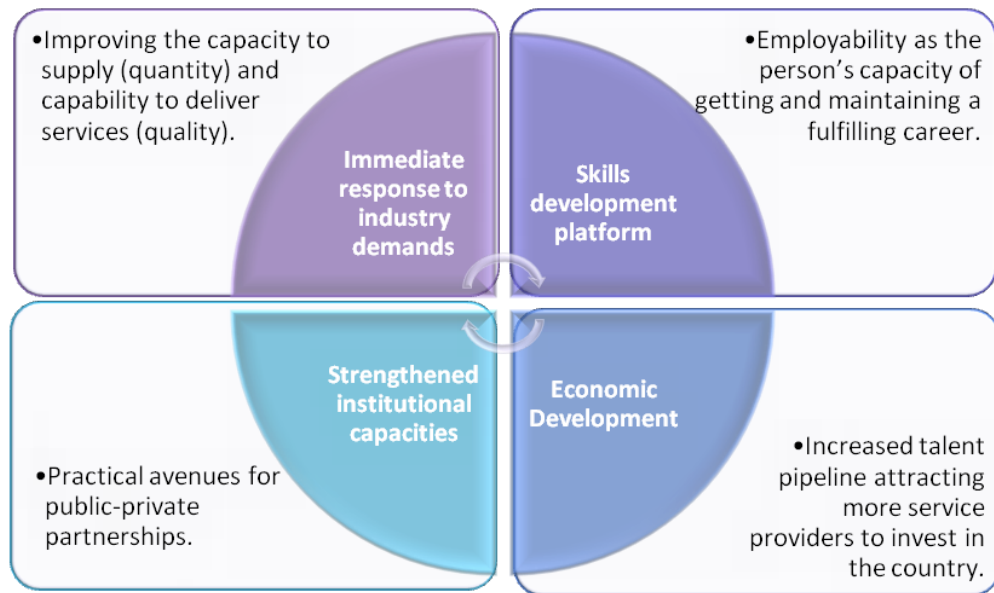 •Improving the capacity to
supply (quantity) and
capability to deliver
services (quality).
Immediate
response to
industry
demands
•Employability as the
person’s capacity of
getting and maintaining a
fulfilling career.
Skills
development
platform
Strengthened
institutional
capacities
•Practical avenues for
public-private
partnerships.
Economic
Development
•Increased talent
pipeline attracting
more service
providers to invest in
the country.